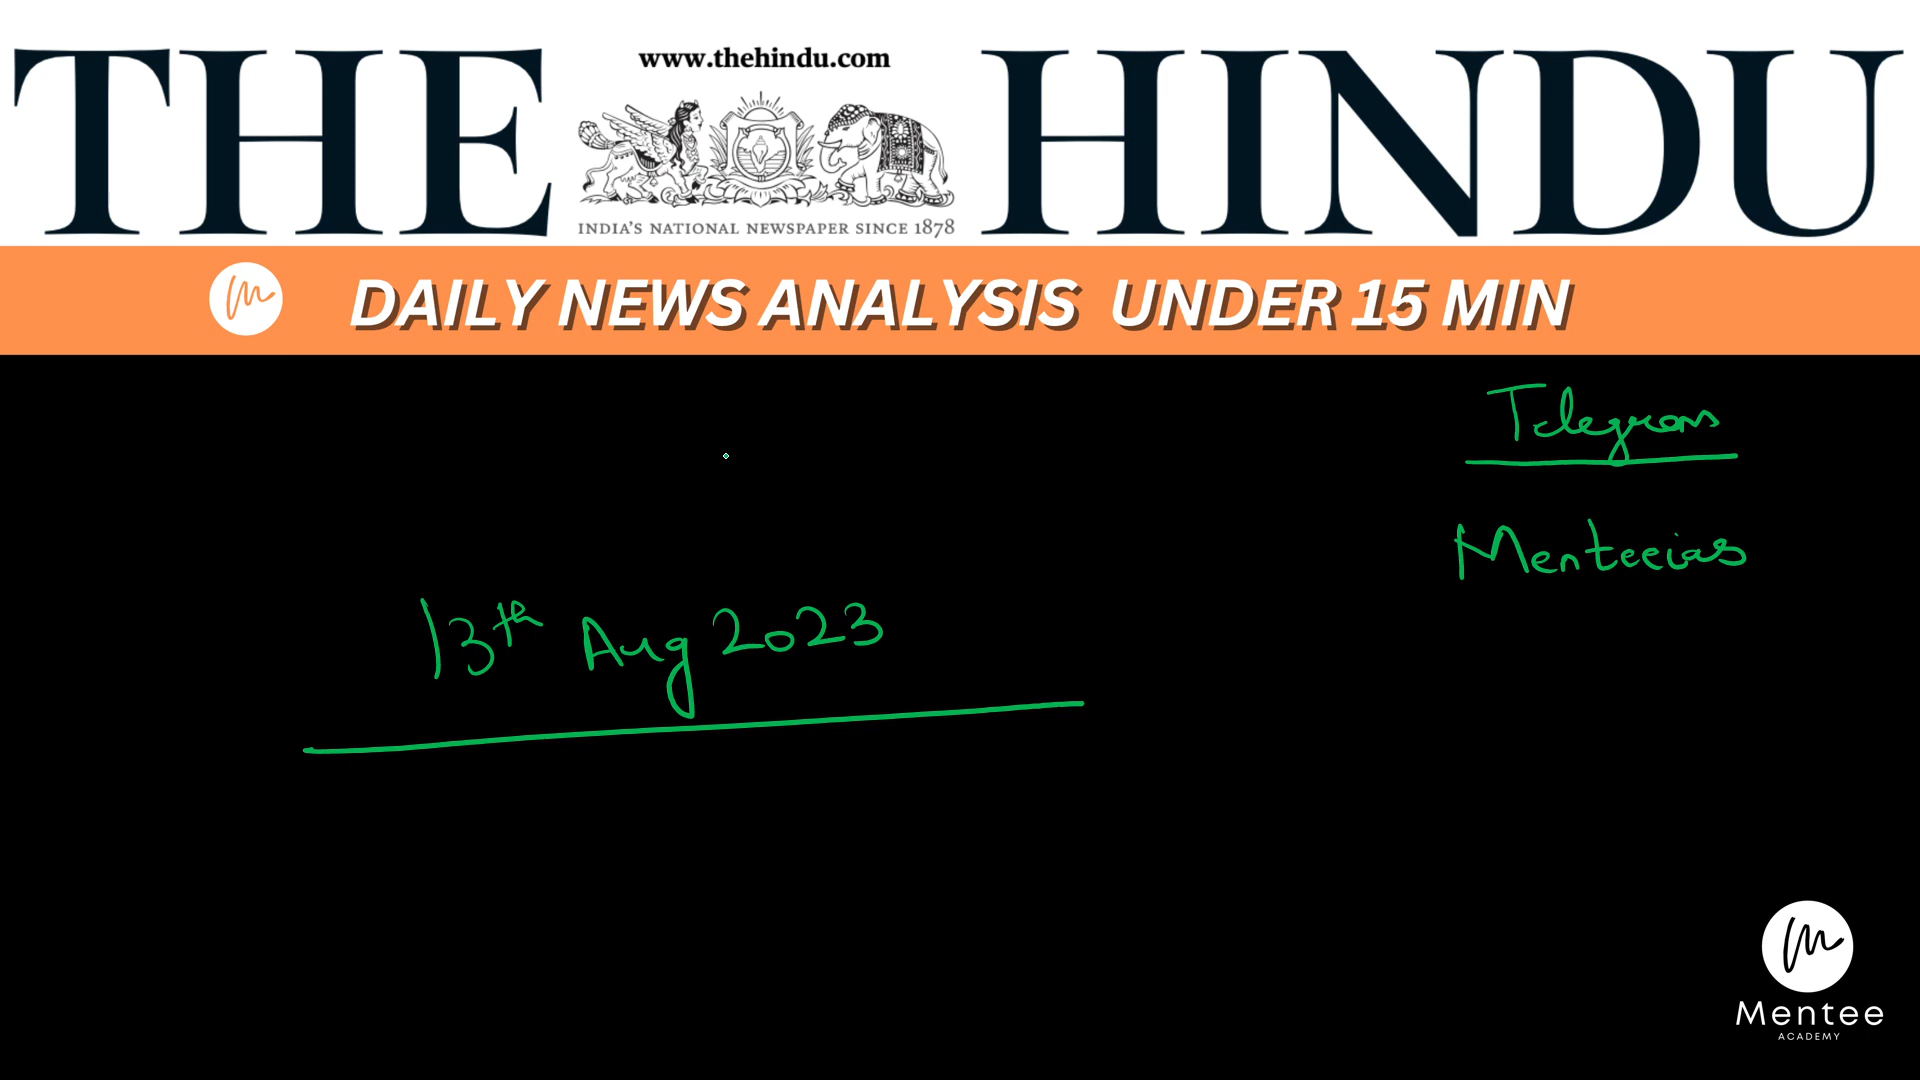 www.thehindu.com
THE HINDU
INDIA'S NATIONAL NEWSPAPER SINCE 1878
DAILY NEWS ANALYSIS UNDER 15 MIN
Telegram
Menteeias
13th Aug 2023
Mentee
ACADEMY